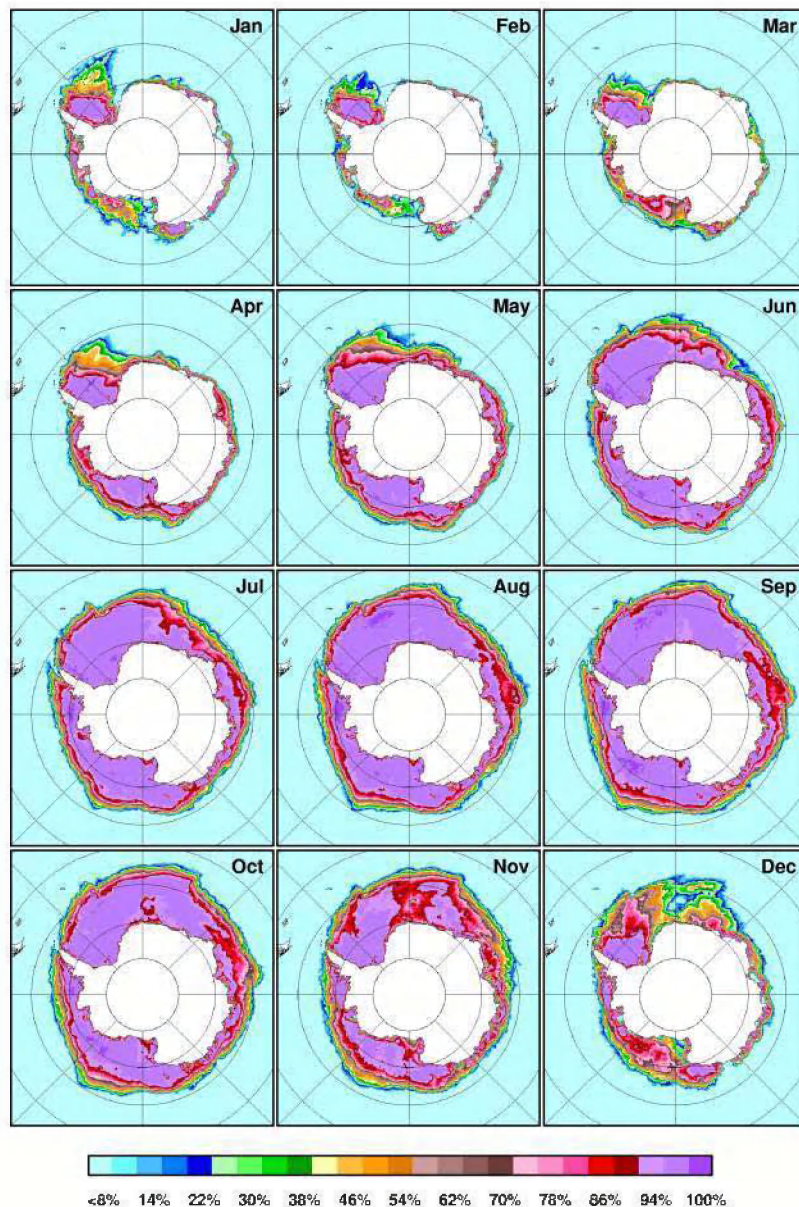 Jan Feb Mar
Apr May Jun
Jul Aug Sep
Oct Nov Dec
<8% 14% 22% 30% 38% 46% 54% 62% 70% 78% 86% 94% 100%